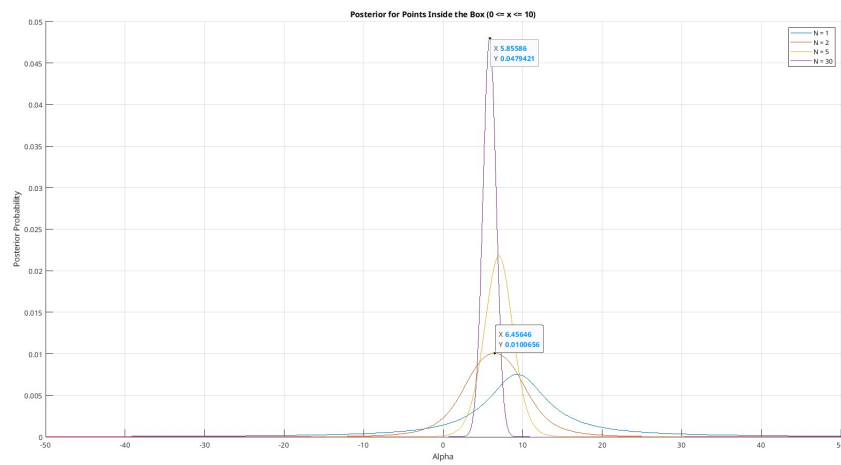 Posterior for Points Inside the Box (0 <= x <= 10)
0.05
0.045
0.04
0.035
0.03
0.025
0.02
0.015
0.01
0.005
0
Posterior Probability
N = 1
N = 2
N = 5
N = 30
X 5.85586
Y 0.0479421
X 6.45646
Y 0.0100656
-50 -40 -30 -20 -10 0 10 20 30 40 5
Alpha